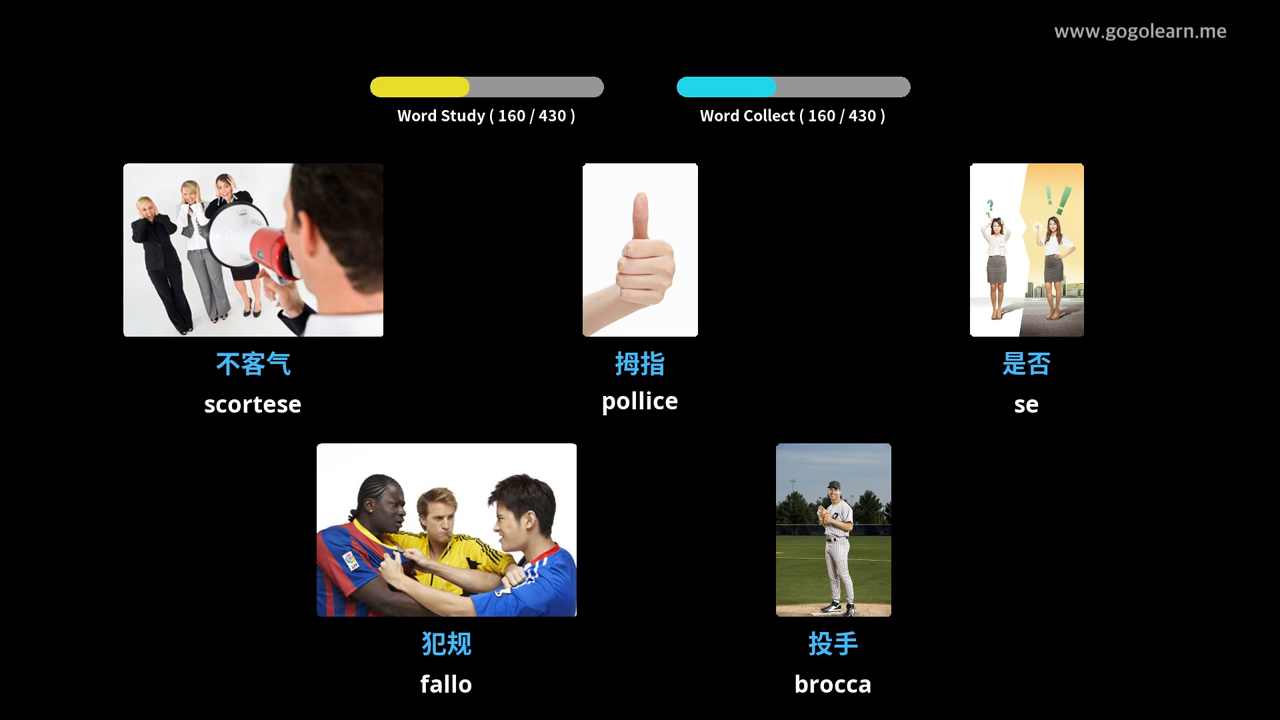 www.gogolearn.me
Word Study ( 160 / 430 )
Word Collect ( 160 / 430 )
不客气
scortese
拇指
pollice
是否
se
犯规
fallo
投手
brocca